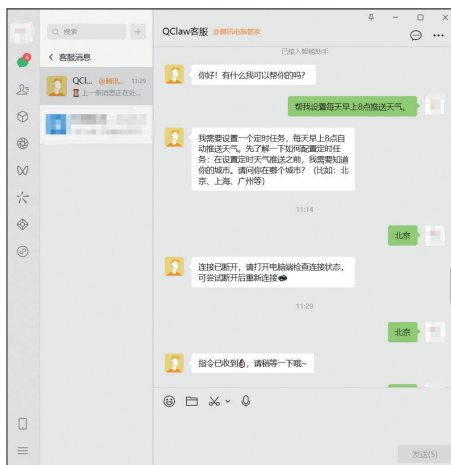 搜索
客服消息
QCl... @腾讯... 11:29
上一条消息正在处...
QClaw客服 @腾讯电脑管家
已接入智能助手
你好！有什么我可以帮你的吗？
帮我设置每天早上8点推送天气。
我需要设置一个定时任务，每天早上8点自
动推送天气。先了解一下如何配置定时任
务：在设定定时天气推送之前，我需要知道
你的城市。请问你在哪个城市？（比如：北
京、上海、广州等）
11:14
北京
连接已断开，请打开电脑端检查连接状态，
可尝试断开后重新连接
11:29
北京
指令已收到，请稍等一下哦~
发送(S)